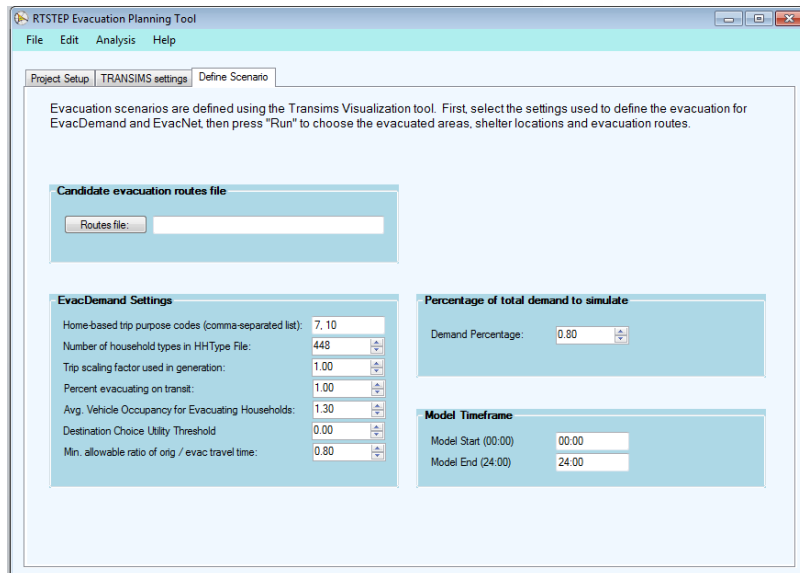 RTSTEP Evacuation Planning Tool
File Edit Analysis Help
Project Setup TRANSIMS settings Define Scenario
Evacuation scenarios are defined using the Transims Visualization tool. First, select the settings used to define the evacuation for
EvacDemand and EvacNet, then press "Run" to choose the evacuated areas, shelter locations and evacuation routes.
Candidate evacuation routes file
Routes file:
EvacDemand Settings
Home-based trip purpose codes (comma-separated list): 7, 10
Number of household types in HHType File: 448
Trip scaling factor used in generation: 1.00
Percent evacuating on transit: 1.00
Avg. Vehicle Occupancy for Evacuating Households: 1.30
Destination Choice Utility Threshold 0.00
Min. allowable ratio of orig / evac travel time: 0.80
Percentage of total demand to simulate
Demand Percentage: 0.80
Model Timeframe
Model Start (00:00) 00:00
Model End (24:00) 24:00